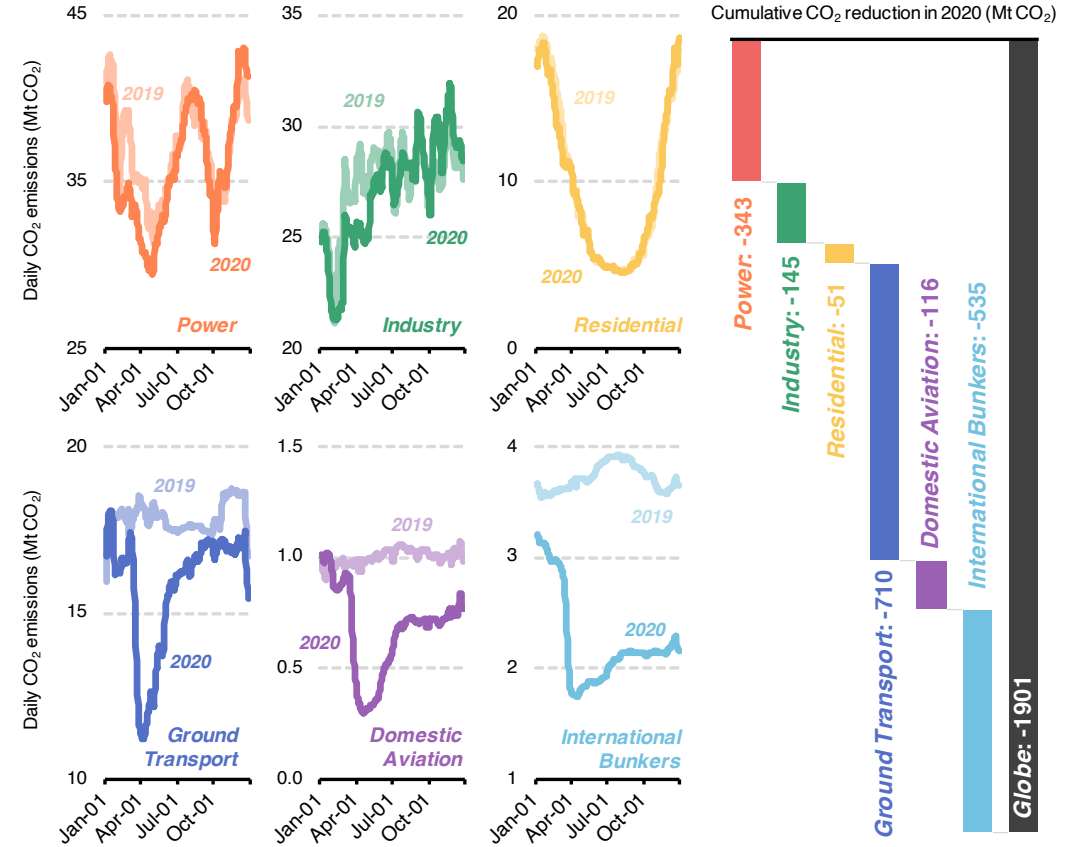 Daily CO₂ emissions (Mt CO₂)
45
35
25
2019
2020
Power
Jan-01
Apr-01
Jul-01
Oct-01
35
30
25
20
2019
2020
Industry
Jan-01
Apr-01
Jul-01
Oct-01
20
10
0
2019
2020
Residential
Jan-01
Apr-01
Jul-01
Oct-01
Daily CO₂ emissions (Mt CO₂)
20
15
10
2019
2020
Ground
Transport
Jan-01
Apr-01
Jul-01
Oct-01
1.5
1.0
0.5
0.0
2019
2020
Domestic
Aviation
Jan-01
Apr-01
Jul-01
Oct-01
4
3
2
1
2019
2020
International
Bunkers
Jan-01
Apr-01
Jul-01
Oct-01
Cumulative CO₂ reduction in 2020 (Mt CO₂)
Power: -343
Industry: -145
Residential: -51
Ground Transport: -710
Domestic Aviation: -116
International Bunkers: -535
Globe: -1901